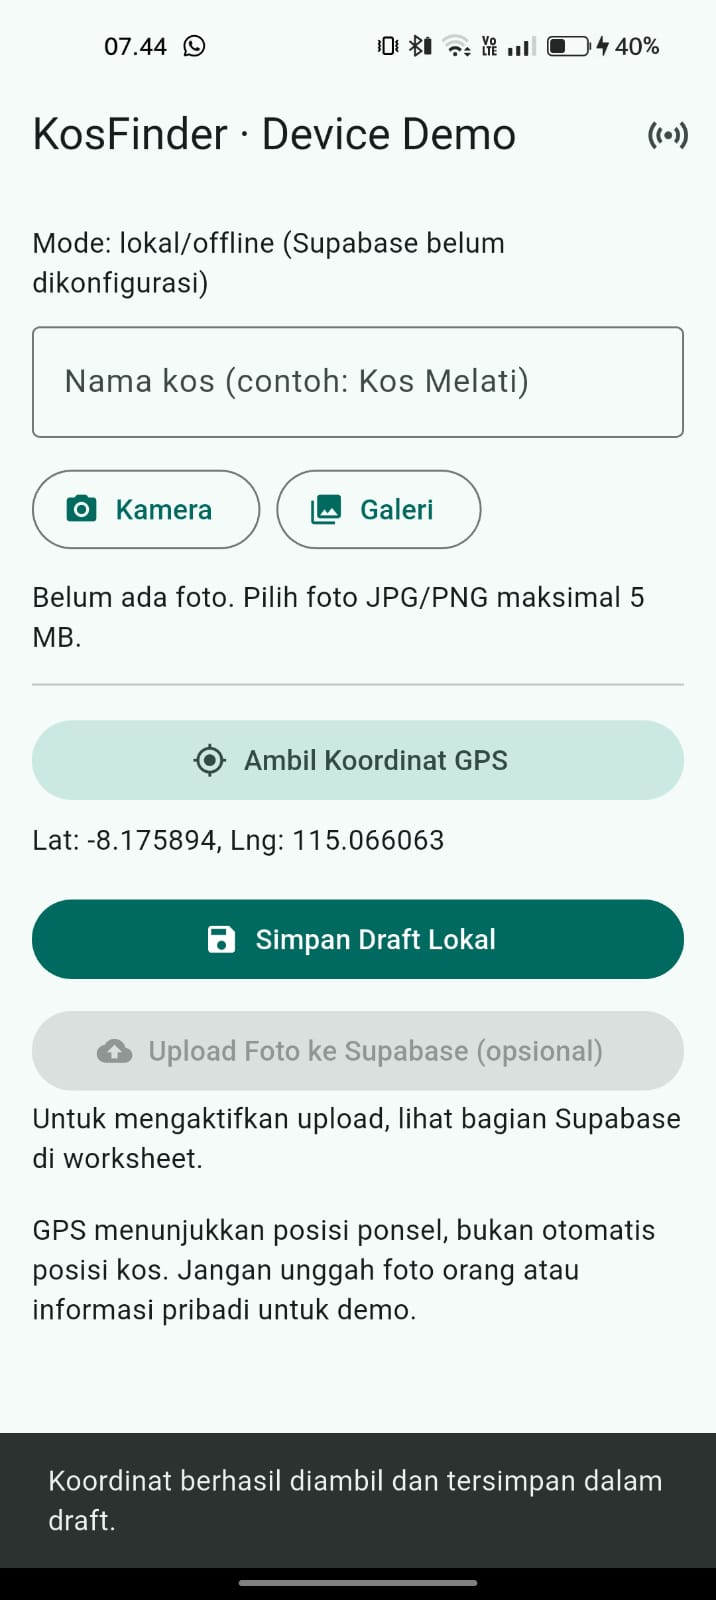 07.44
Vo LTE
40%
KosFinder · Device Demo
Mode: lokal/offline (Supabase belum
dikonfigurasi)
Nama kos (contoh: Kos Melati)
Kamera
Galeri
Belum ada foto. Pilih foto JPG/PNG maksimal 5
MB.
Ambil Koordinat GPS
Lat: -8.175894, Lng: 115.066063
Simpan Draft Lokal
Upload Foto ke Supabase (opsional)
Untuk mengaktifkan upload, lihat bagian Supabase
di worksheet.
GPS menunjukkan posisi ponsel, bukan otomatis
posisi kos. Jangan unggah foto orang atau
informasi pribadi untuk demo.
Koordinat berhasil diambil dan tersimpan dalam
draft.